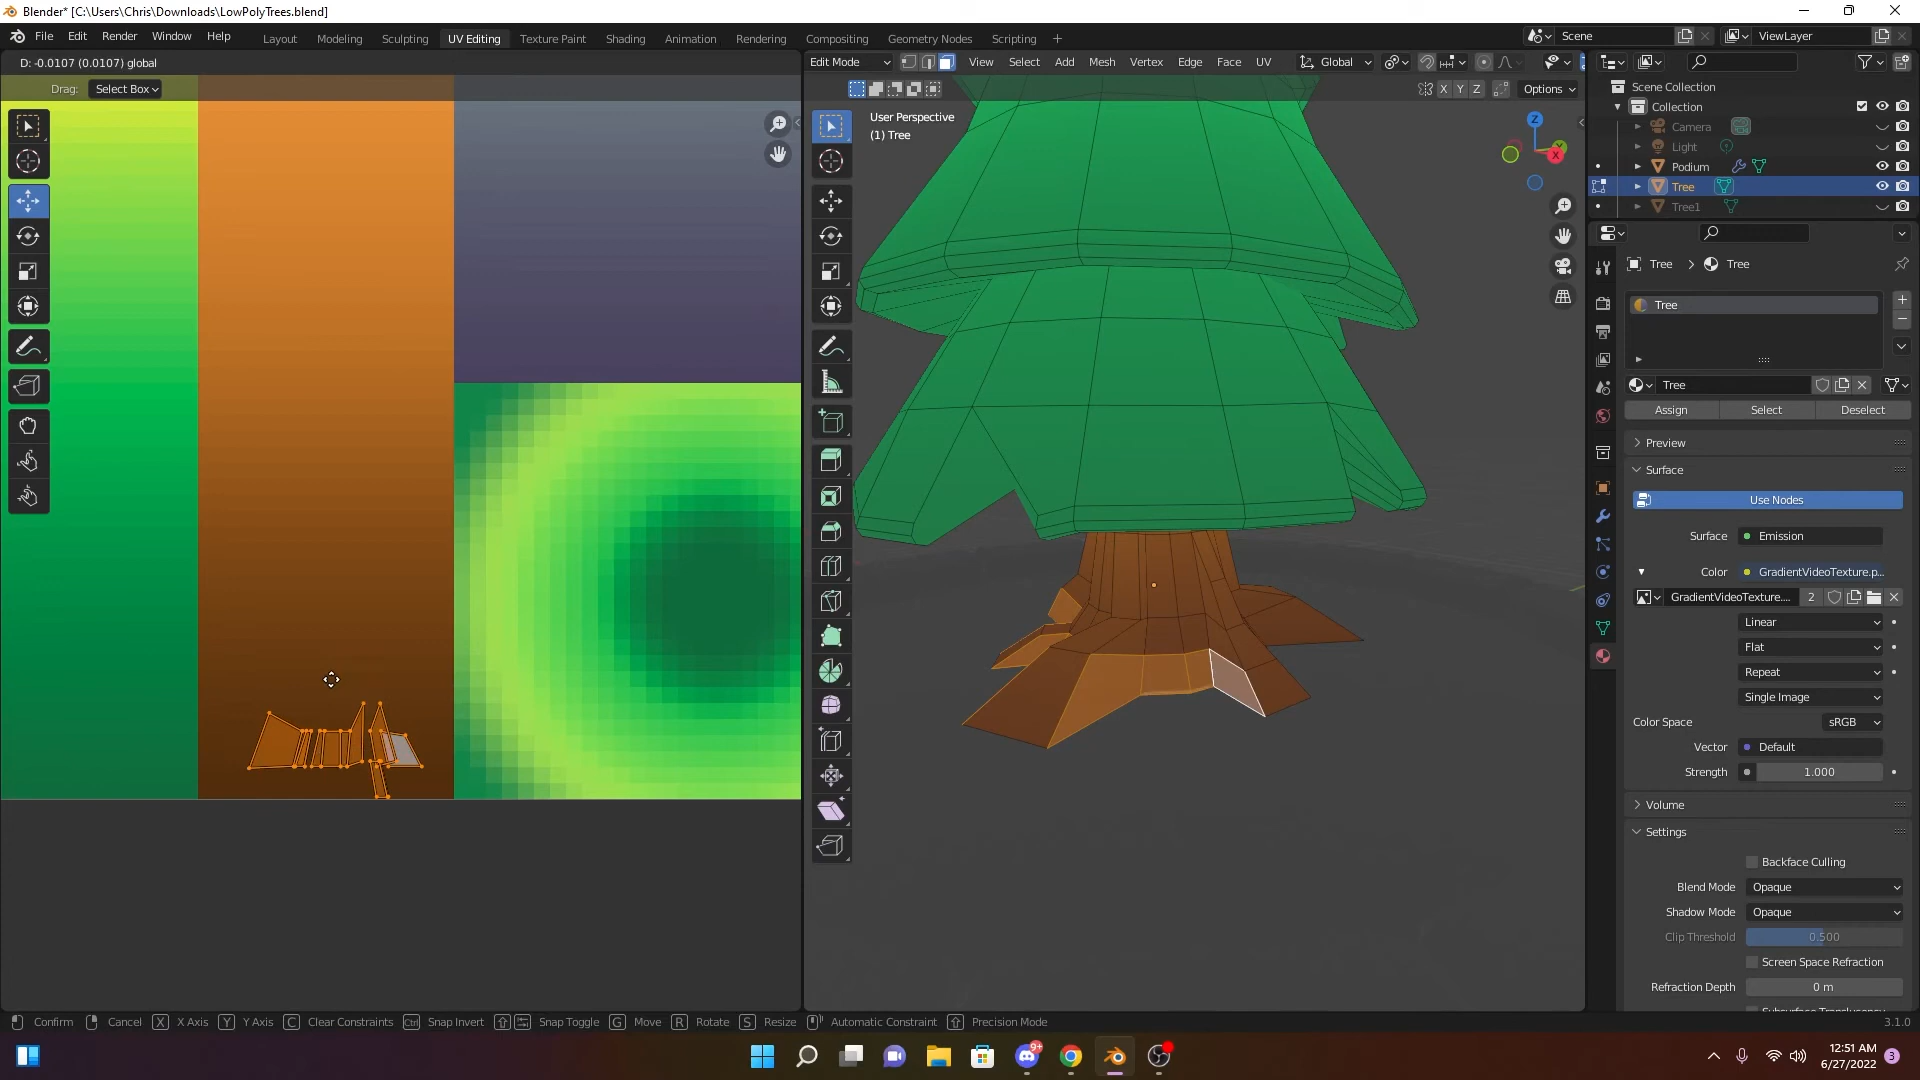 Blender* [C:\Users\Chris\Downloads\LowPolyTrees.blend]
File Edit Render Window Help
Layout Modeling Sculpting UV Editing Texture Paint Shading Animation Rendering Compositing Geometry Nodes Scripting +
Scene
ViewLayer
D: -0.0107 (0.0107) global
Edit Mode
View Select Add Mesh Vertex Edge Face UV
Global
Drag: Select Box
X Y Z
Options
User Perspective
(1) Tree
Z
X
Scene Collection
Collection
Camera
Light
Podium
Tree
Tree1
Tree > Tree
Tree
Tree
Assign Select Deselect
Preview
Surface
Use Nodes
Surface Emission
Color GradientVideoTexture.p...
GradientVideoTexture.... 2
Linear
Flat
Repeat
Single Image
Color Space sRGB
Vector Default
Strength 1.000
Volume
Settings
Backface Culling
Blend Mode Opaque
Shadow Mode Opaque
Clip Threshold 0.500
Screen Space Refraction
Refraction Depth 0 m
Subsurface Translucency
Confirm Cancel X X Axis Y Y Axis C Clear Constraints Ctrl Snap Invert Snap Toggle G Move R Rotate S Resize Automatic Constraint Precision Mode
3.1.0
9+
12:51 AM
6/27/2022
3